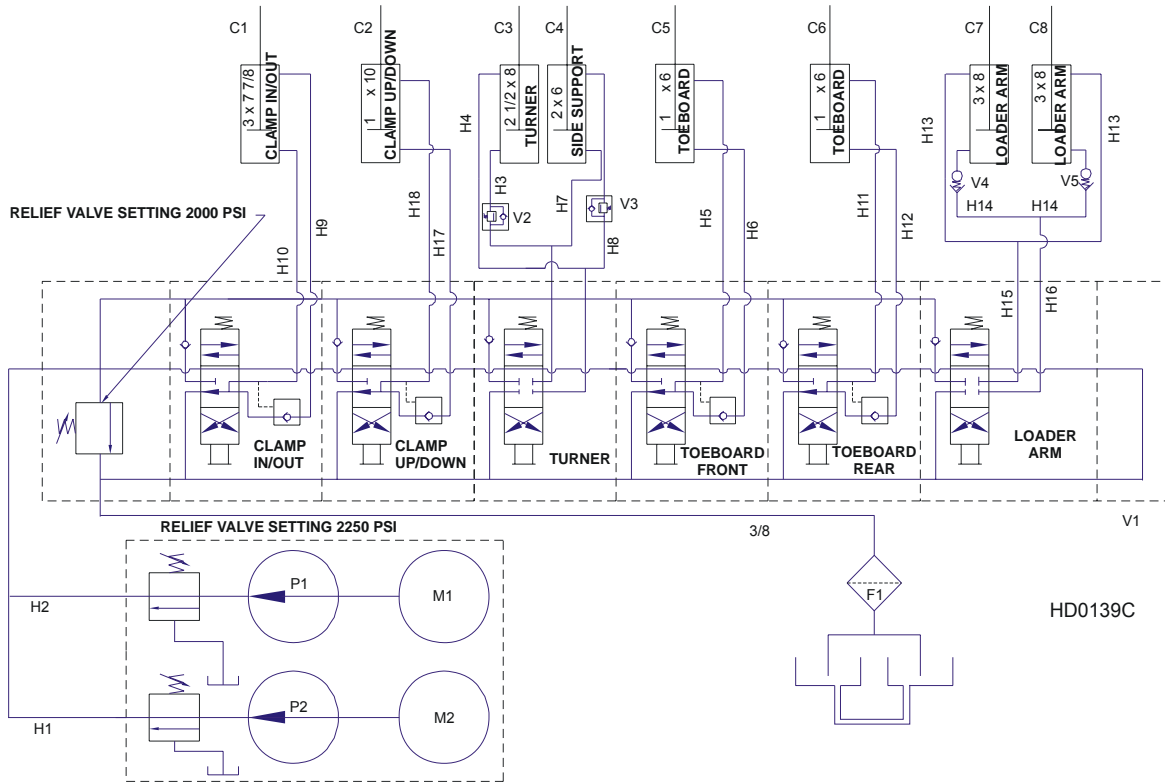 C1
C2
C3
C4
C5
C6
C7
C8
3 x 7 7/8
CLAMP IN/OUT
1 x 10
CLAMP UP/DOWN
2 1/2 x 8
TURNER
2 x 6
SIDE SUPPORT
1 x 6
TOEBOARD
1 x 6
TOEBOARD
3 x 8
LOADER ARM
3 x 8
LOADER ARM
H4
H13
H13
H3
H7
V2
V3
V4
V5
H14
H14
RELIEF VALVE SETTING 2000 PSI
H10
H9
H18
H17
H8
H5
H6
H11
H12
H15
H16
CLAMP
IN/OUT
CLAMP
UP/DOWN
TURNER
TOEBOARD
FRONT
TOEBOARD
REAR
LOADER
ARM
V1
RELIEF VALVE SETTING 2250 PSI
3/8
H2
P1
M1
F1
HD0139C
H1
P2
M2